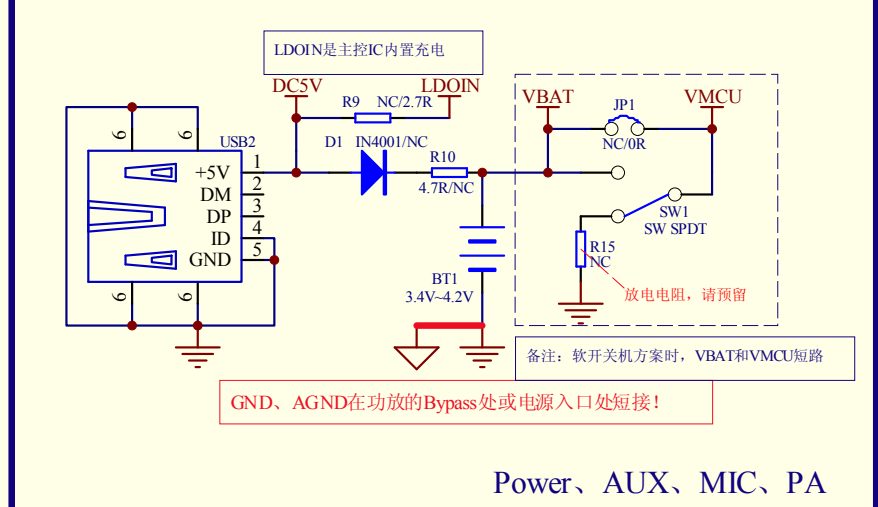 LDOIN是主控IC内置充电
DC5V
LDOIN
R9 NC/2.7R
VBAT
JP1
VMCU
NC/0R
6
6
USB2
D1 IN4001/NC
R10
4.7R/NC
+5V 1
DM 2
DP 3
ID 4
GND 5
SW1
SW SPDT
R15
NC
BT1
3.4V~4.2V
放电电阻，请预留
6
6
备注：软开关机方案时，VBAT和VMCU短路
GND、AGND在功放的Bypass处或电源入口处短接！
Power、AUX、MIC、PA